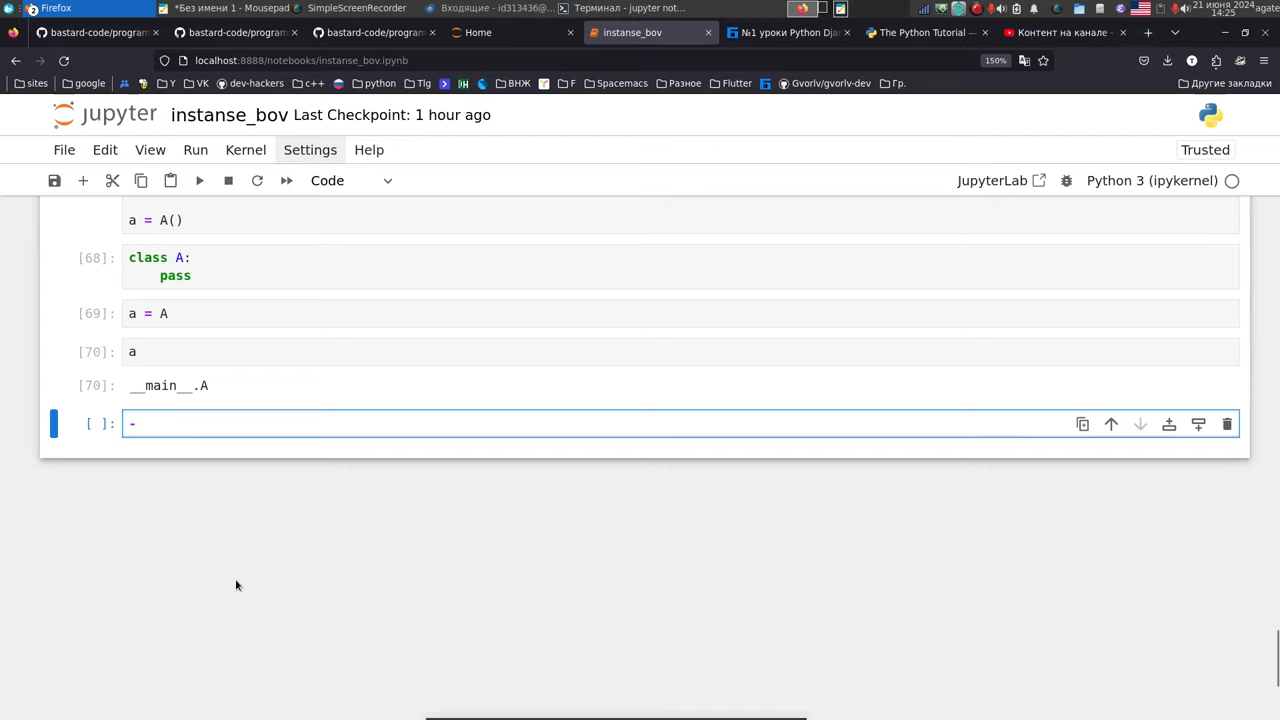 Firefox
2
*Без имени 1 - Mousepad
SimpleScreenRecorder
Входящие - id313436@...
Терминал - jupyter not...
21 июня 2024
14:25
agate
bastard-code/program
bastard-code/program
bastard-code/program
Home
instanse_bov
№1 уроки Python Dja
The Python Tutorial —
Контент на канале -
localhost:8888/notebooks/instanse_bov.ipynb
150%
sites
google
Y
VK
dev-hackers
c++
python
Tlg
ВНЖ
F
Spacemacs
Разное
Flutter
Gvorlv/gvorlv-dev
Гр.
Другие закладки
jupyter instanse_bov Last Checkpoint: 1 hour ago
File Edit View Run Kernel Settings Help
Trusted
Code
JupyterLab
Python 3 (ipykernel)
a = A()
[68]: class A:
pass
[69]: a = A
[70]: a
[70]: __main__.A
[ ]: -